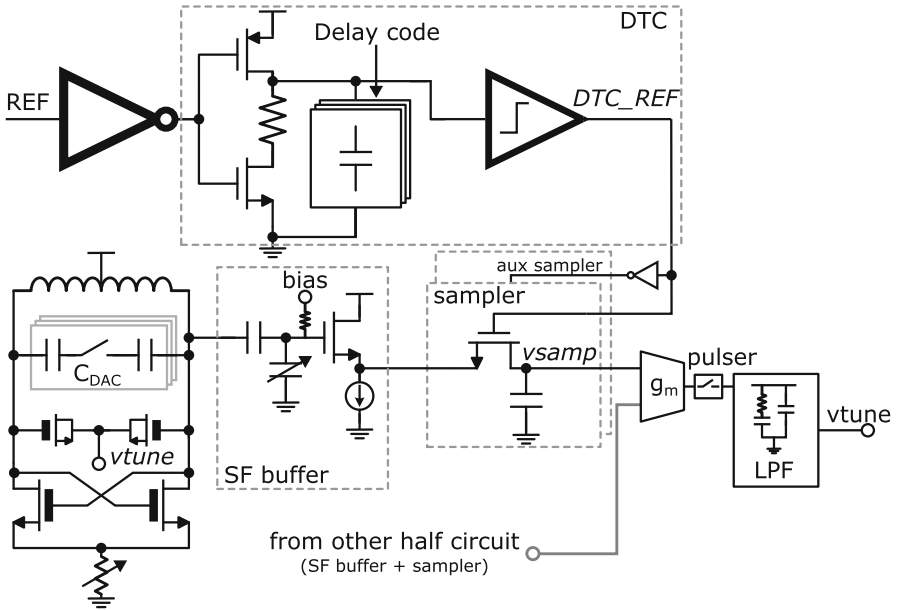 DTC
Delay code
REF
DTC_REF
aux sampler
bias
sampler
vsamp
pulser
C_DAC
g_m
vtune
vtune
LPF
SF buffer
from other half circuit
(SF buffer + sampler)